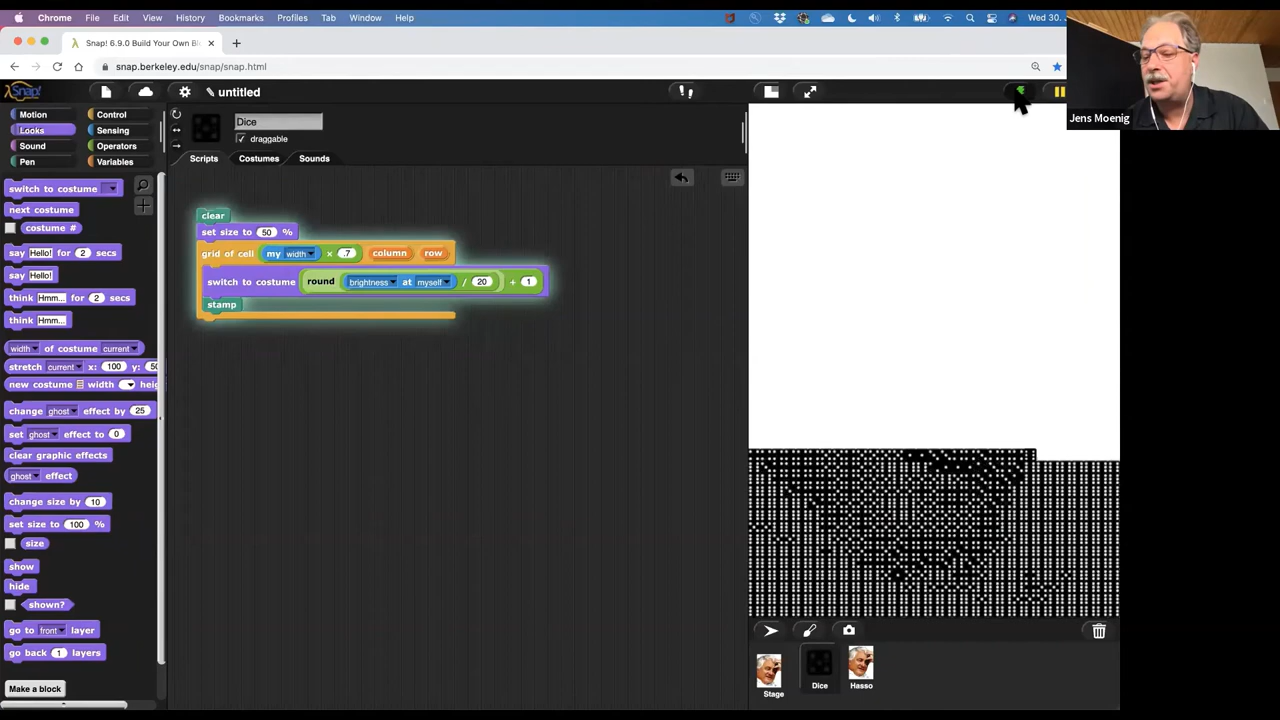 Chrome File Edit View History Bookmarks Profiles Tab Window Help Wed 30.
Snap! 6.9.0 Build Your Own Bl
snap.berkeley.edu/snap/snap.html
Snap! untitled
Jens Moenig
Motion Control
Looks Sensing
Sound Operators
Pen Variables
Dice
draggable
Scripts Costumes Sounds
switch to costume
next costume
costume #
say Hello! for 2 secs
say Hello!
think Hmm... for 2 secs
think Hmm...
width of costume current
stretch current x: 100 y: 50
new costume width heig
change ghost effect by 25
set ghost effect to 0
clear graphic effects
ghost effect
change size by 10
set size to 100 %
size
show
hide
shown?
go to front layer
go back 1 layers
Make a block
clear
set size to 50 %
grid of cell my width × .7 column row
switch to costume round brightness at myself / 20 + 1
stamp
Stage Dice Hasso